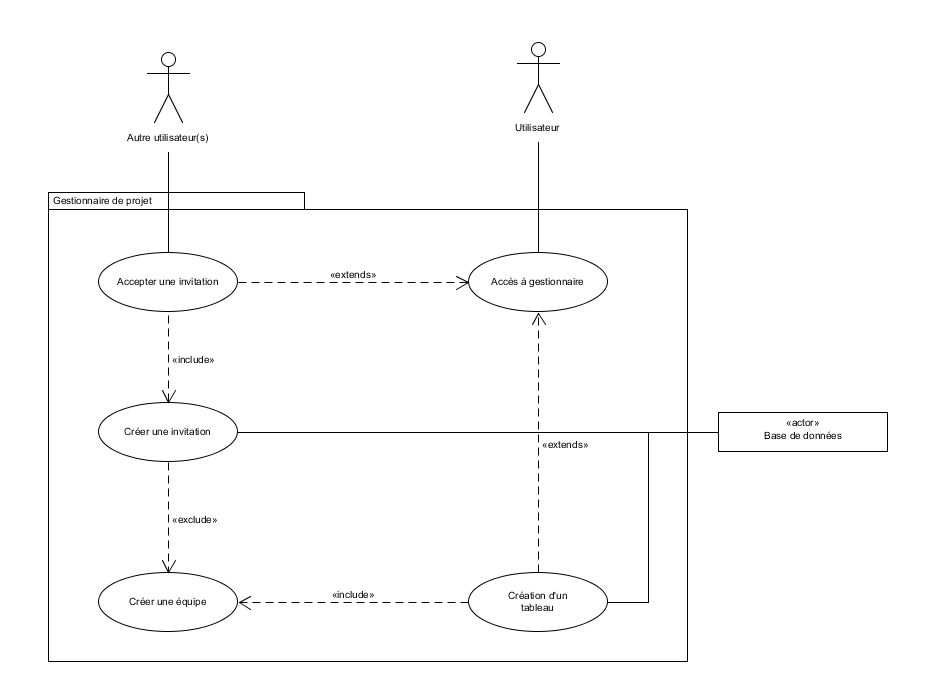 Autre utilisateur(s)
Utilisateur
Gestionnaire de projet
Accepter une invitation
«extends»
Accès à gestionnaire
«include»
Créer une invitation
«extends»
«actor»
Base de données
«exclude»
Créer une équipe
«include»
Création d'un
tableau